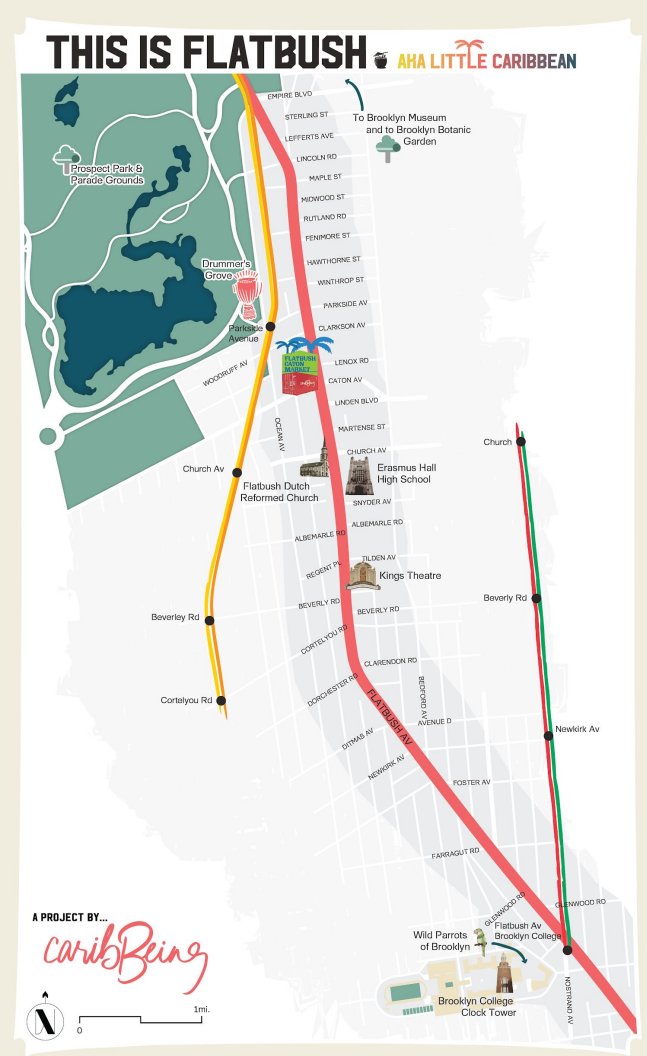 THIS IS FLATBUSH
AKA LITTLE CARIBBEAN
EMPIRE BLVD
To Brooklyn Museum
and to Brooklyn Botanic
Garden
STERLING ST
LEFFERTS AVE
LINCOLN RD
Prospect Park &
Parade Grounds
MAPLE ST
MIDWOOD ST
RUTLAND RD
FENIMORE ST
HAWTHORNE ST
Drummer's
Grove
WINTHROP ST
PARKSIDE AV
Parkside
Avenue
CLARKSON AV
FLATBUSH
CATON
MARKET
LENOX RD
WOODRUFF AV
CATON AV
LINDEN BLVD
OCEAN AV
MARTENSE ST
Church
CHURCH AV
Church Av
Erasmus Hall
High School
Flatbush Dutch
Reformed Church
SNYDER AV
ALBEMARLE RD
ALBEMARLE RD
TILDEN AV
REGENT PL
Kings Theatre
Beverly Rd
BEVERLY RD
BEVERLY RD
Beverley Rd
CORTELYOU RD
CLARENDON RD
DORCHESTER RD
BEDFORD AV
Cortelyou Rd
FLATBUSH AV
AVENUE D
Newkirk Av
DITMAS AV
NEWKIRK AV
FOSTER AV
FARRAGUT RD
GLENWOOD RD
GLENWOOD RD
A PROJECT BY...
caribBeing
Wild Parrots
of Brooklyn
Flatbush Av
Brooklyn College
NOSTRAND AV
Brooklyn College
Clock Tower
N
1mi.
0